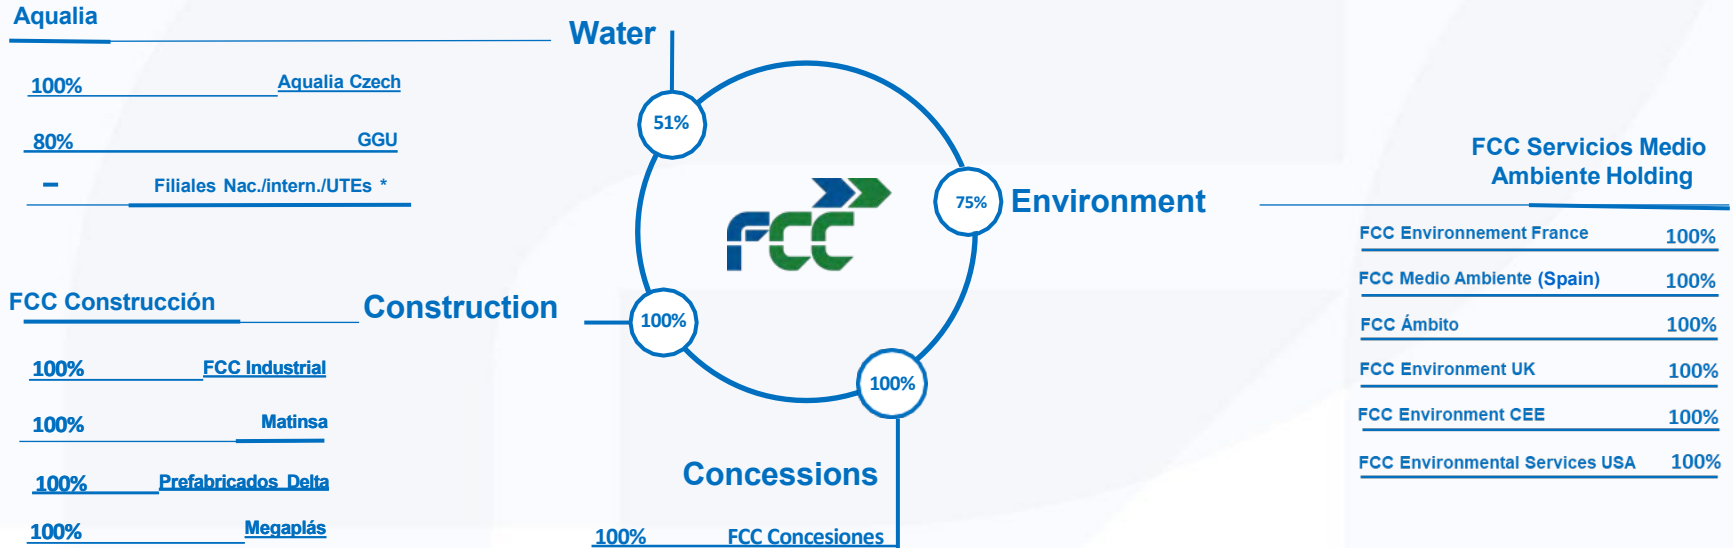 Aqualia
Water
100% Aqualia Czech
80% GGU
– Filiales Nac./intern./UTEs *
51%
FCC
75%
Environment
FCC Servicios Medio
Ambiente Holding
FCC Environnement France 100%
FCC Medio Ambiente (Spain) 100%
FCC Ámbito 100%
FCC Environment UK 100%
FCC Environment CEE 100%
FCC Environmental Services USA 100%
FCC Construcción
Construction
100%
100% FCC Industrial
100% Matinsa
100% Prefabricados Delta
100% Megaplás
100%
Concessions
100% FCC Concesiones